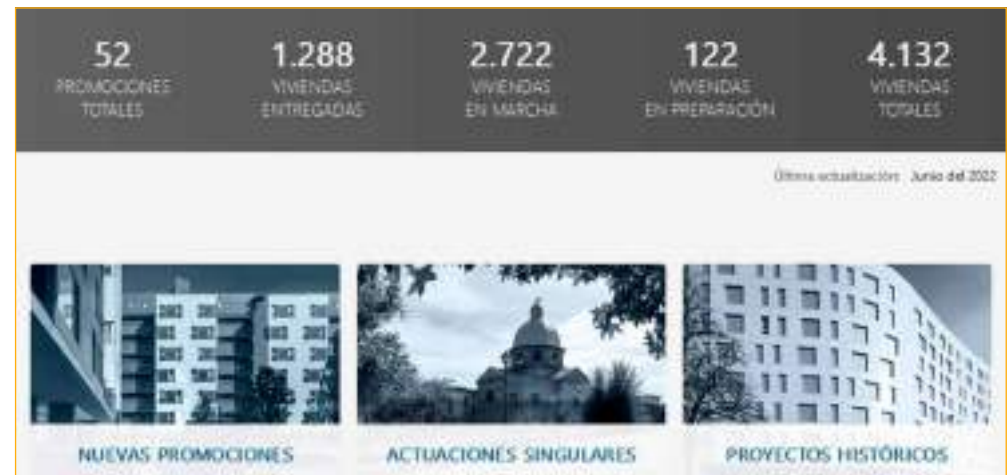 52
PROMOCIONES
TOTALES
1.288
VIVIENDAS
ENTREGADAS
2.722
VIVIENDAS
EN MARCHA
122
VIVIENDAS
EN PREPARACIÓN
4.132
VIVIENDAS
TOTALES
Última actualización: Junio del 2022
NUEVAS PROMOCIONES
ACTUACIONES SINGULARES
PROYECTOS HISTÓRICOS